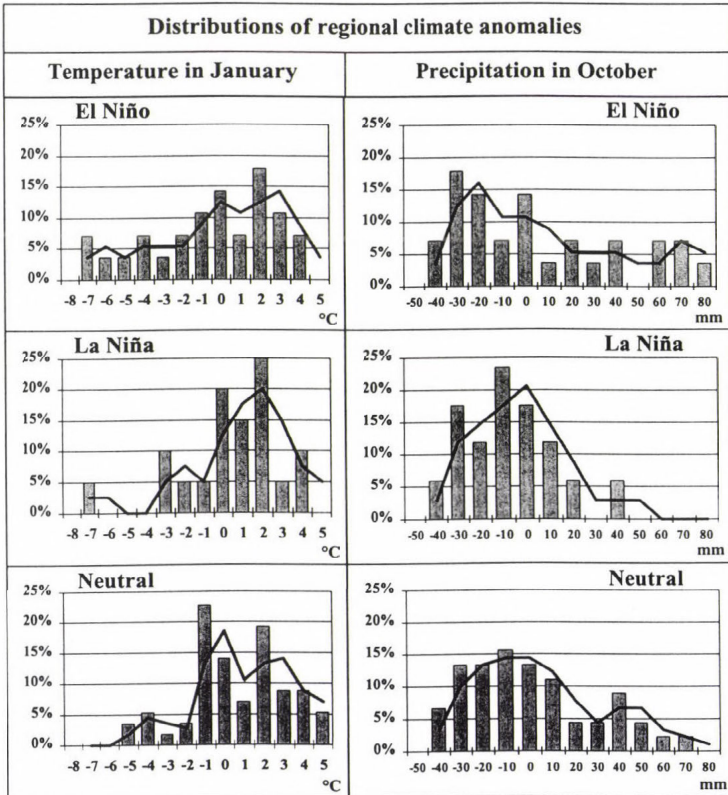 Distributions of regional climate anomalies
Temperature in January
Precipitation in October
El Niño
25%
20%
15%
10%
5%
0%
-8 -7 -6 -5 -4 -3 -2 -1 0 1 2 3 4 5
°C
El Niño
25%
20%
15%
10%
5%
0%
-50 -40 -30 -20 -10 0 10 20 30 40 50 60 70 80
mm
La Niña
25%
20%
15%
10%
5%
0%
-8 -7 -6 -5 -4 -3 -2 -1 0 1 2 3 4 5
°C
La Niña
25%
20%
15%
10%
5%
0%
-50 -40 -30 -20 -10 0 10 20 30 40 50 60 70 80
mm
Neutral
25%
20%
15%
10%
5%
0%
-8 -7 -6 -5 -4 -3 -2 -1 0 1 2 3 4 5
°C
Neutral
25%
20%
15%
10%
5%
0%
-50 -40 -30 -20 -10 0 10 20 30 40 50 60 70 80
mm